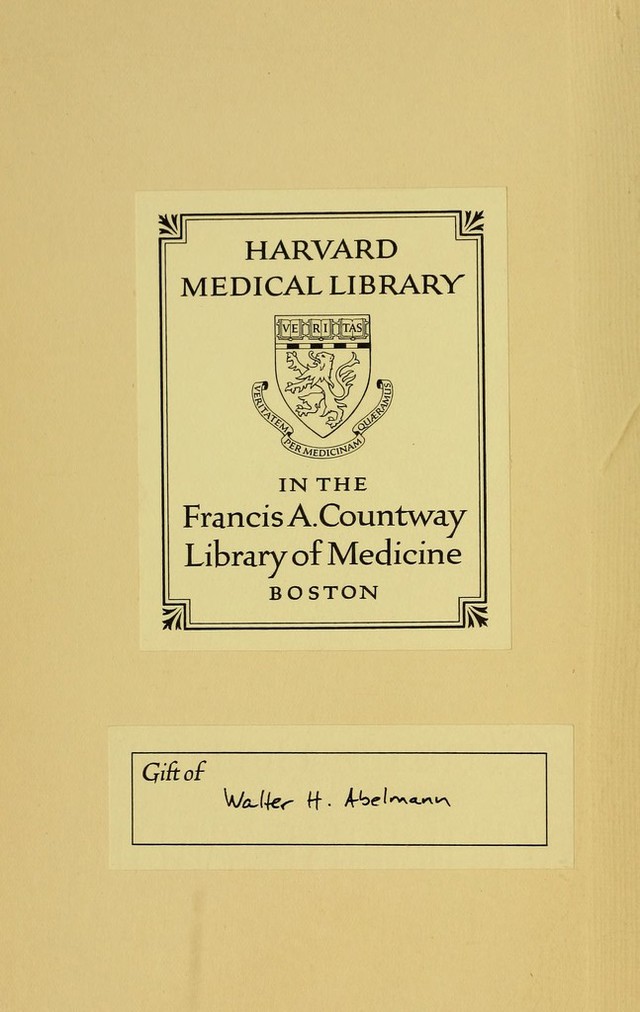 HARVARD
MEDICAL LIBRARY
VE RI TAS
VERITATEM PER MEDICINAM QUÆRAMUS
IN THE
Francis A. Countway
Library of Medicine
BOSTON
Gift of
Walter H. Abelmann